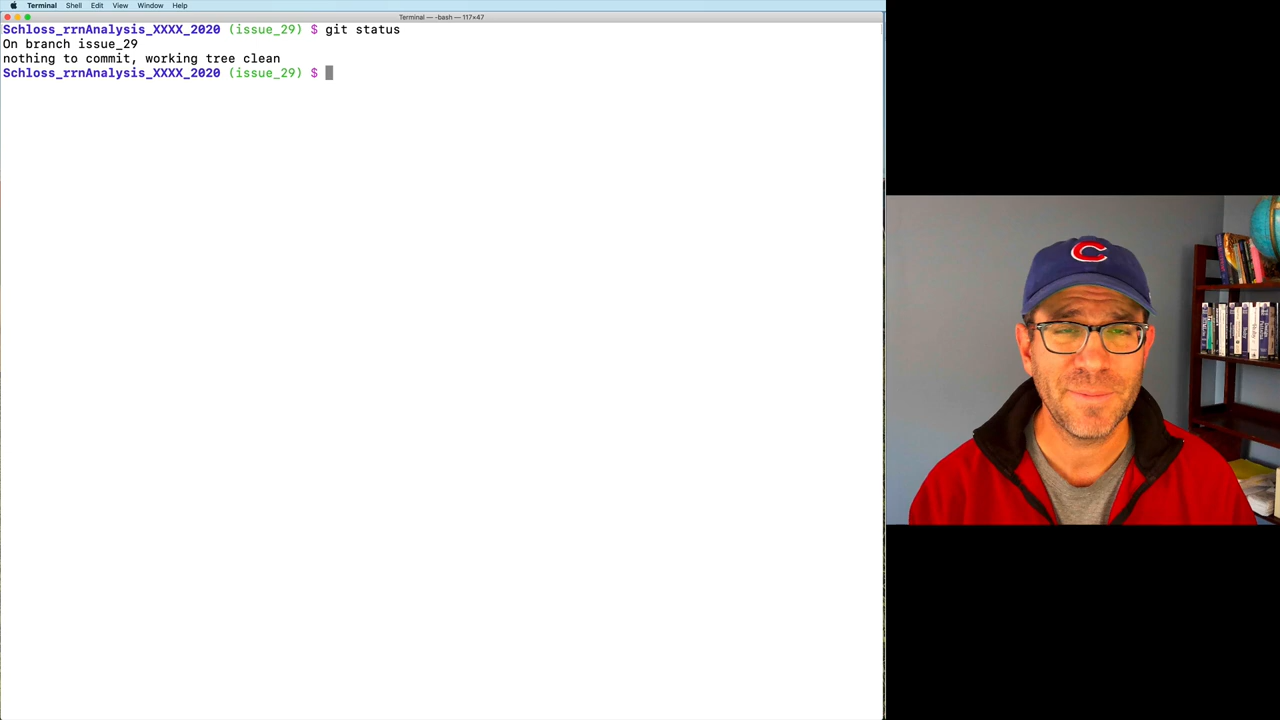 Terminal Shell Edit View Window Help
Terminal — -bash — 117×47
Schloss_rrnAnalysis_XXXX_2020 (issue_29) $ git status
On branch issue_29
nothing to commit, working tree clean
Schloss_rrnAnalysis_XXXX_2020 (issue_29) $
C